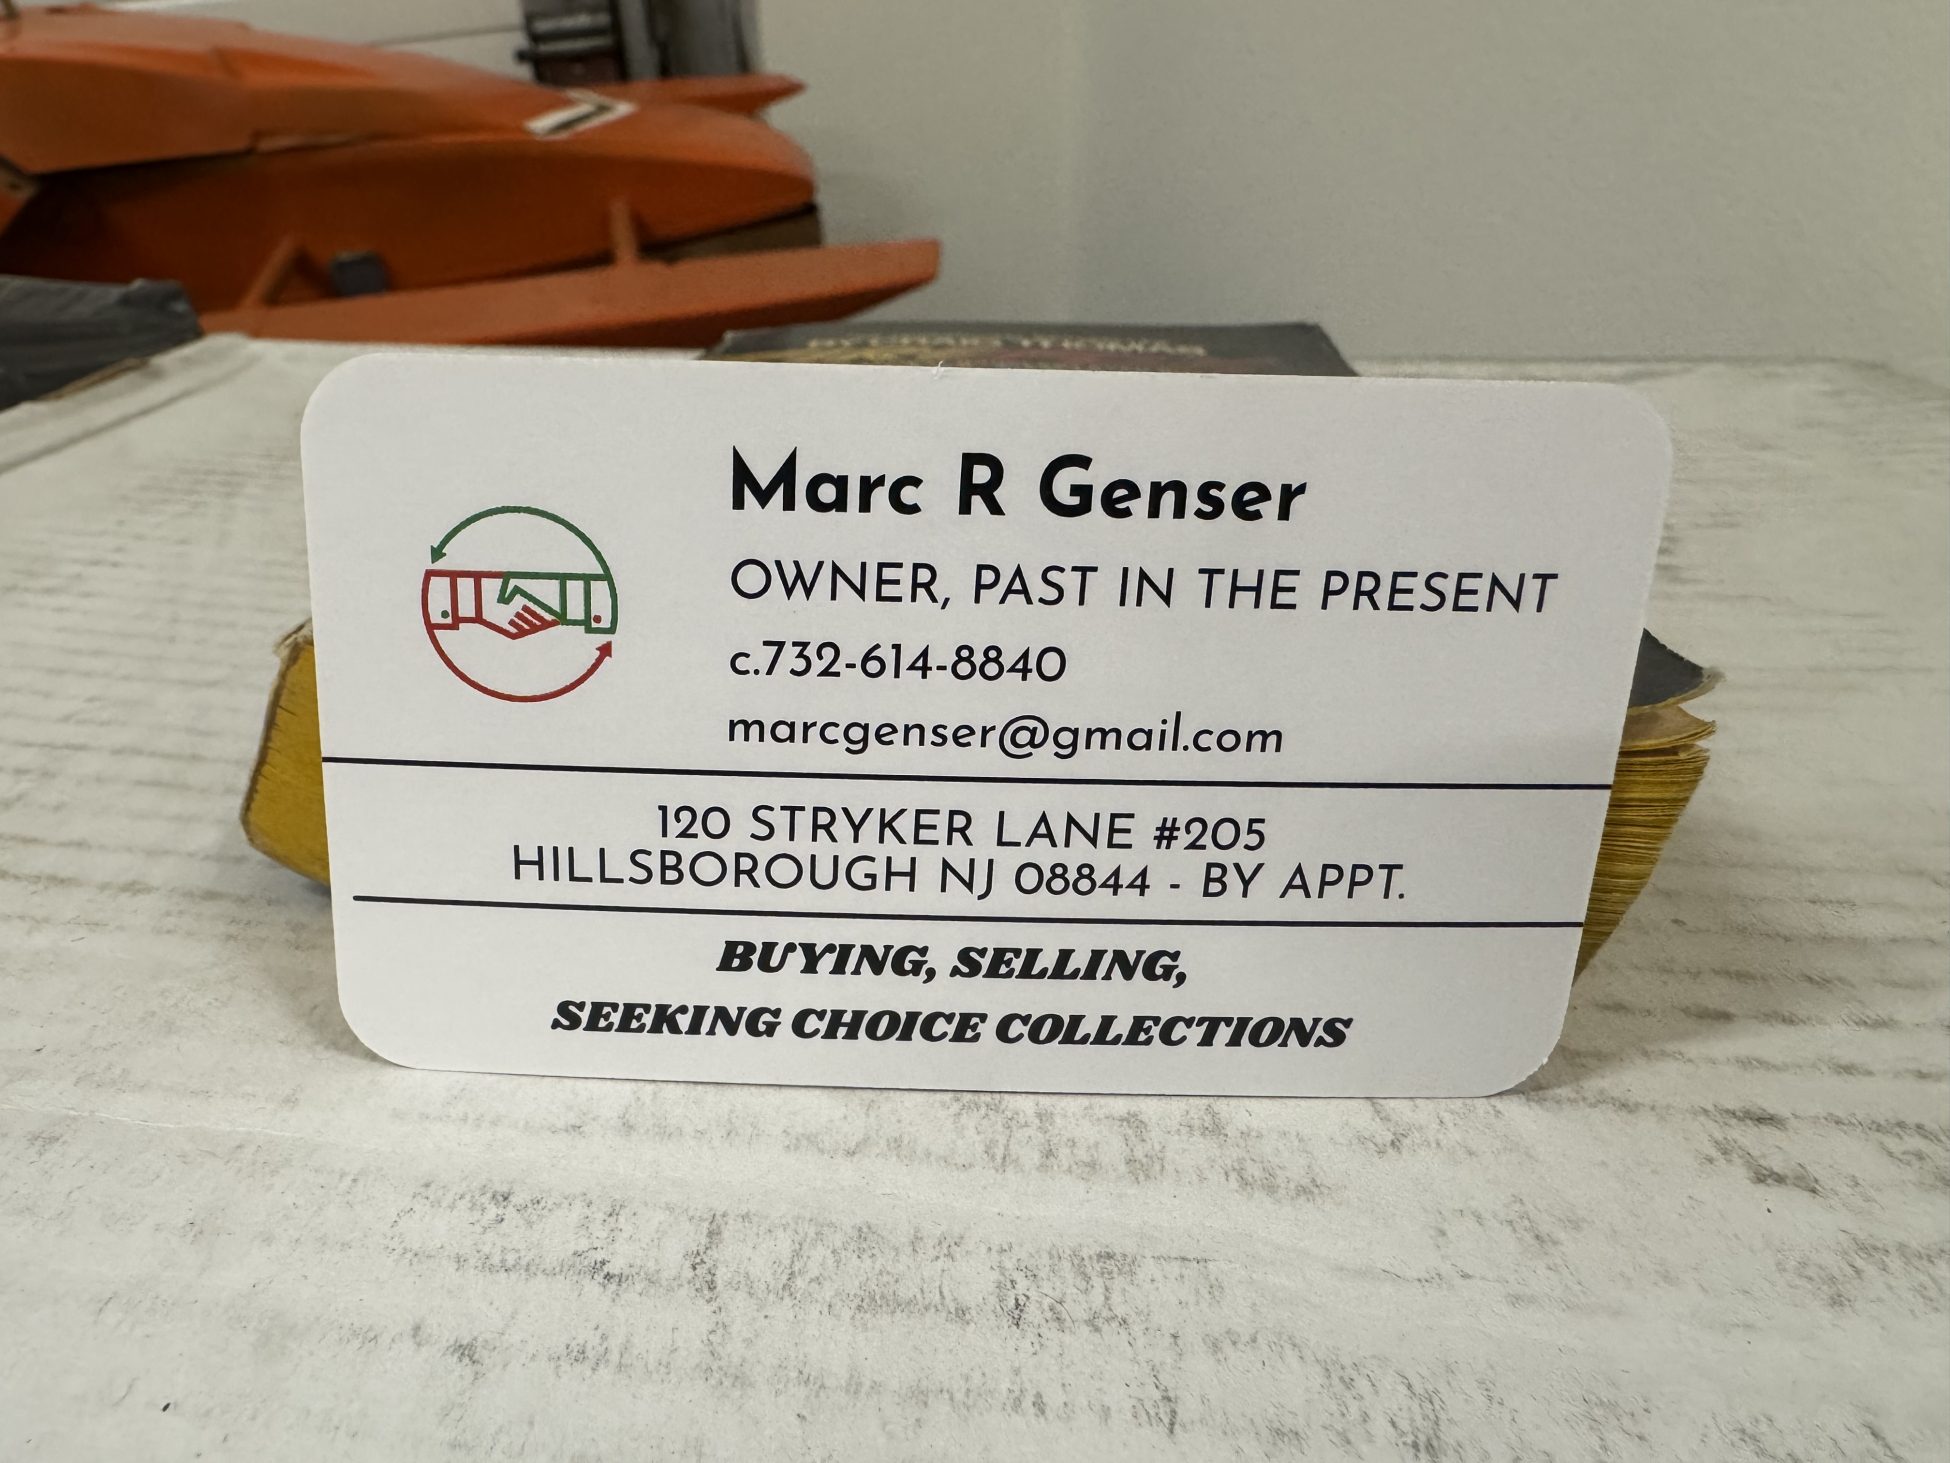 Marc R Genser
OWNER, PAST IN THE PRESENT
c.732-614-8840
marcgenser@gmail.com
120 STRYKER LANE #205
HILLSBOROUGH NJ 08844 - BY APPT.
BUYING, SELLING,
SEEKING CHOICE COLLECTIONS